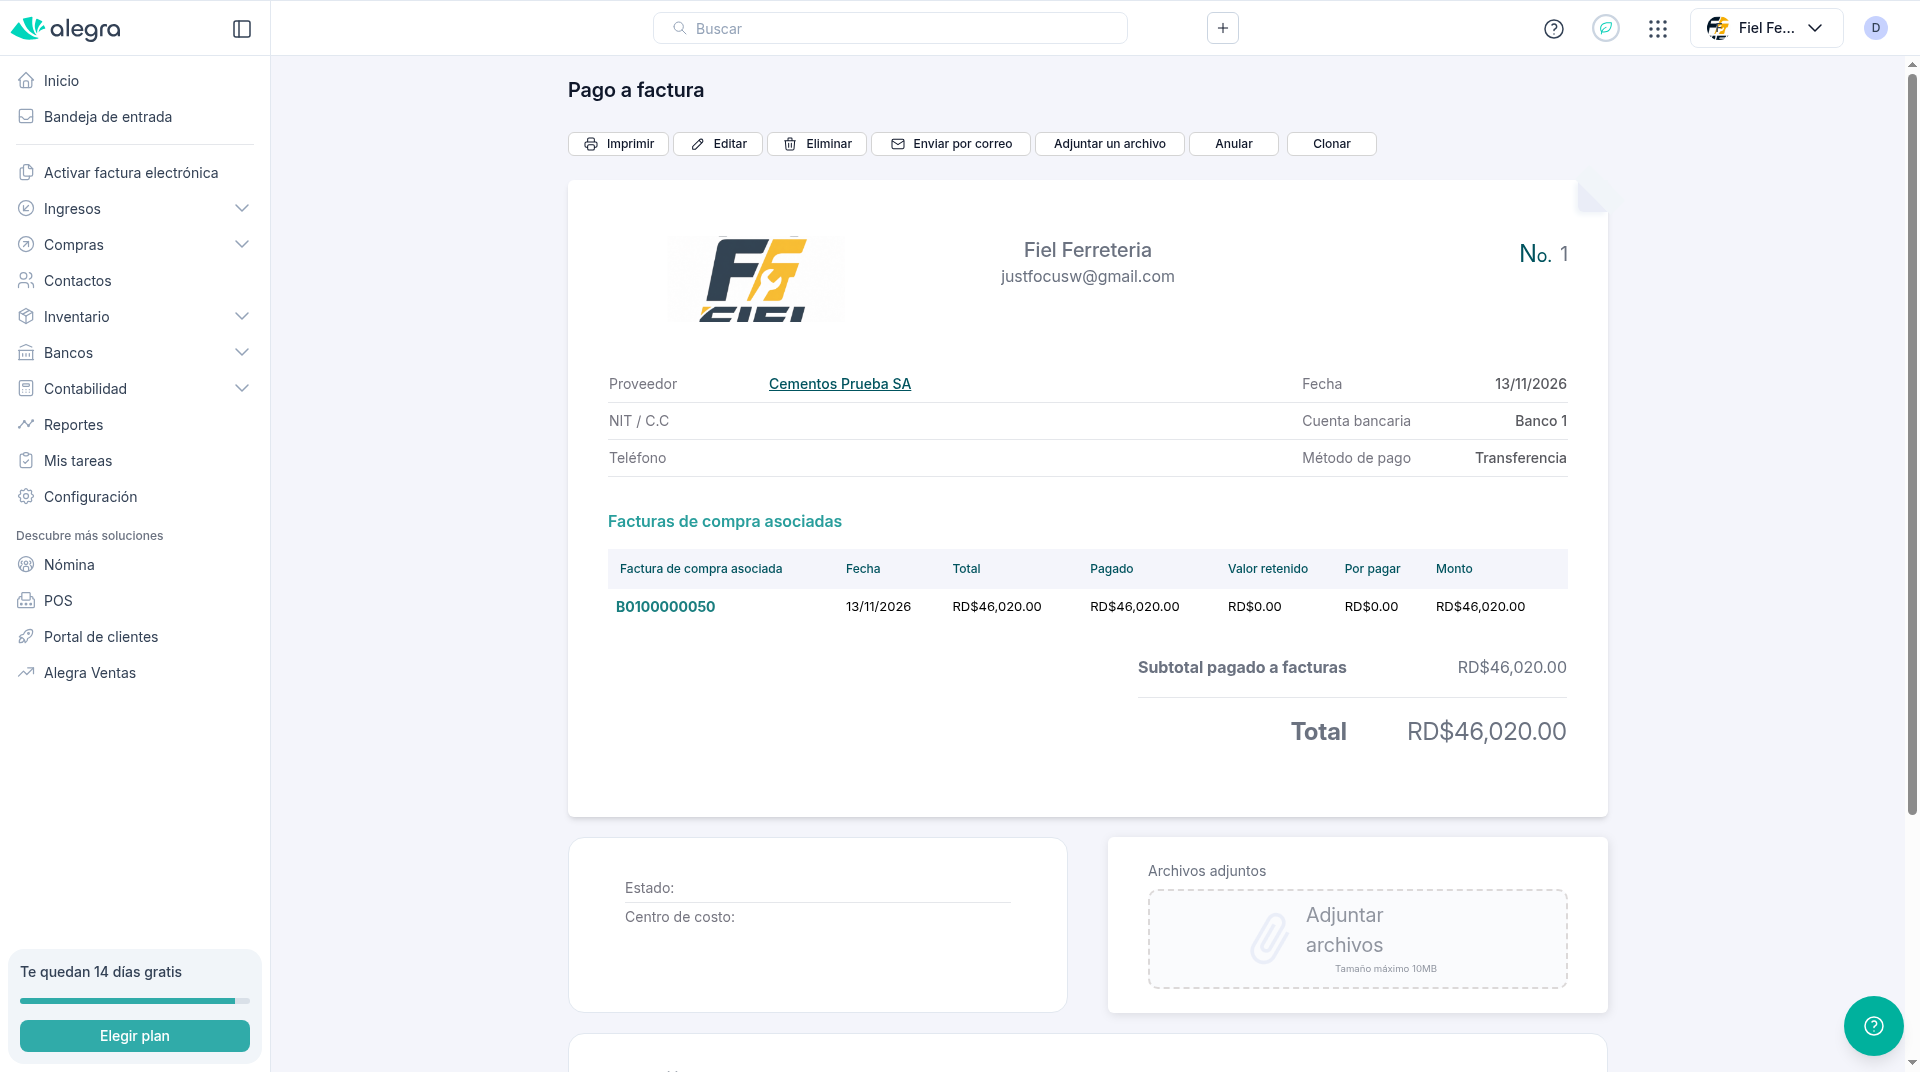 alegra
Buscar
Fiel Fe...
D
Inicio
Bandeja de entrada
Activar factura electrónica
Ingresos
Compras
Contactos
Inventario
Bancos
Contabilidad
Reportes
Mis tareas
Configuración
Descubre más soluciones
Nómina
POS
Portal de clientes
Alegra Ventas
Te quedan 14 días gratis
Elegir plan
Pago a factura
Imprimir
Editar
Eliminar
Enviar por correo
Adjuntar un archivo
Anular
Clonar
Fiel Ferreteria
justfocusw@gmail.com
No. 1
Proveedor Cementos Prueba SA Fecha 13/11/2026
NIT / C.C Cuenta bancaria Banco 1
Teléfono Método de pago Transferencia
Facturas de compra asociadas
Factura de compra asociada Fecha Total Pagado Valor retenido Por pagar Monto
B0100000050 13/11/2026 RD$46,020.00 RD$46,020.00 RD$0.00 RD$0.00 RD$46,020.00
Subtotal pagado a facturas RD$46,020.00
Total RD$46,020.00
Estado:
Centro de costo:
Archivos adjuntos
Adjuntar
archivos
Tamaño máximo 10MB